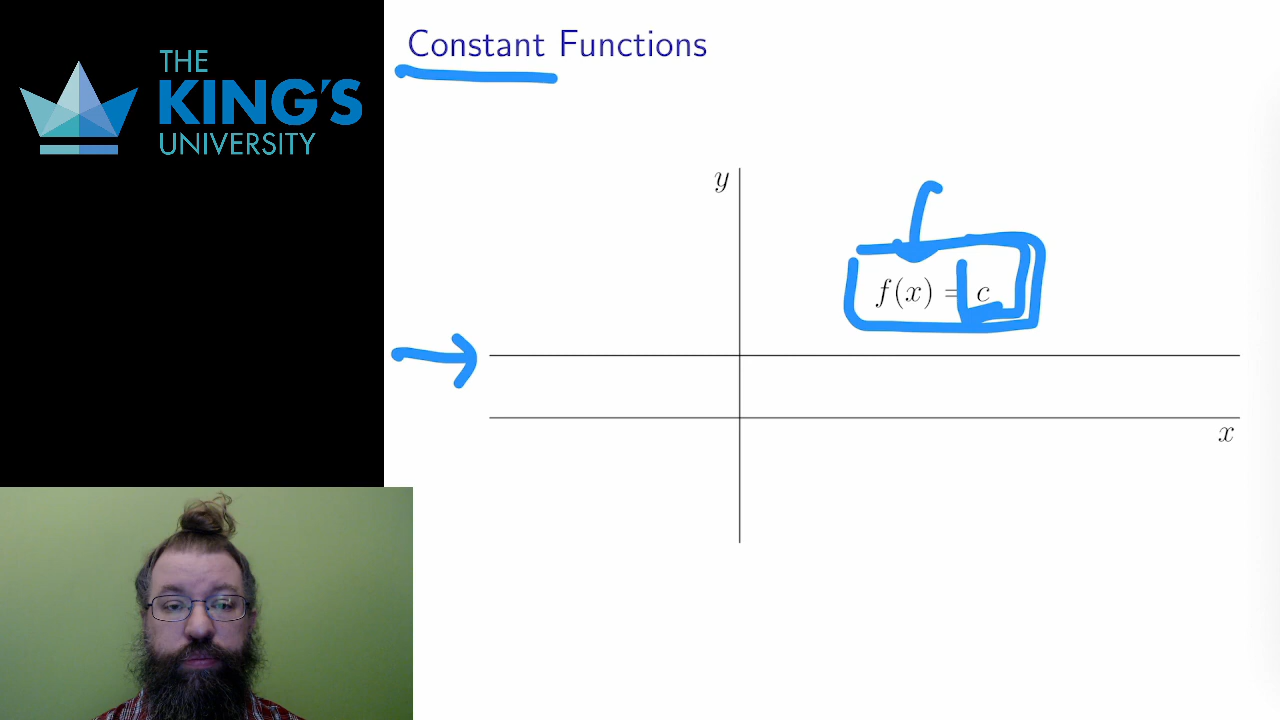 THE
KING'S
UNIVERSITY
Constant Functions
y
f(x) = c
x